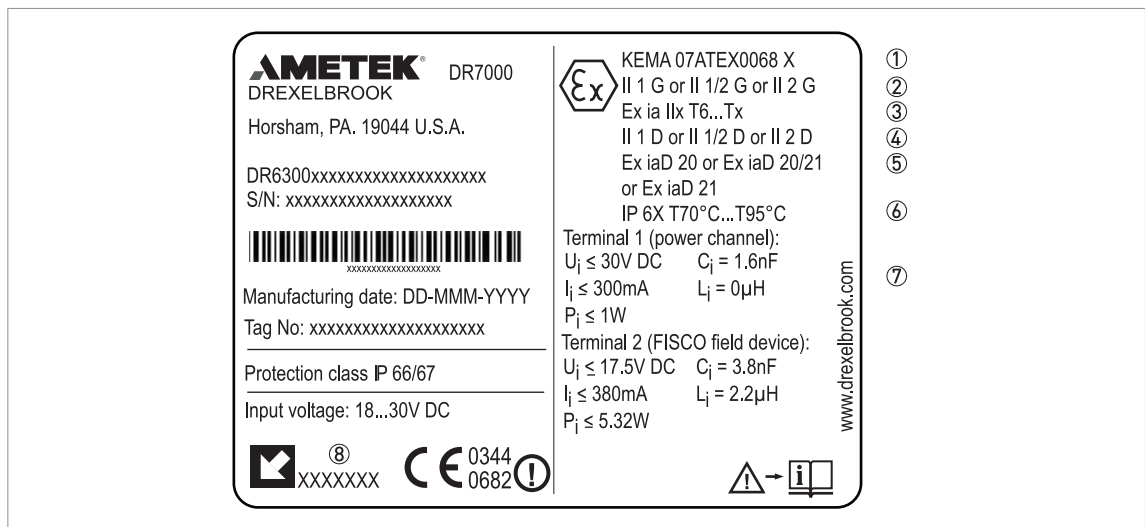 AMETEK® DR7000
DREXELBROOK
Horsham, PA. 19044 U.S.A.
DR6300xxxxxxxxxxxxxxxxxxxx
S/N: xxxxxxxxxxxxxxxxxxx
xxxxxxxxxxxxxxxxxxx
Manufacturing date: DD-MMM-YYYY
Tag No: xxxxxxxxxxxxxxxxxxxx
Protection class IP 66/67
Input voltage: 18...30V DC
⑧
XXXXXXX
CE 0344
0682
Ex
KEMA 07ATEX0068 X ①
II 1 G or II 1/2 G or II 2 G ②
Ex ia IIx T6...Tx ③
II 1 D or II 1/2 D or II 2 D ④
Ex iaD 20 or Ex iaD 20/21 ⑤
or Ex iaD 21
IP 6X T70°C...T95°C ⑥
Terminal 1 (power channel):
Ui ≤ 30V DC Ci = 1.6nF ⑦
Ii ≤ 300mA Li = 0µH
Pi ≤ 1W
Terminal 2 (FISCO field device):
Ui ≤ 17.5V DC Ci = 3.8nF
Ii ≤ 380mA Li = 2.2µH
Pi ≤ 5.32W
www.drexelbrook.com